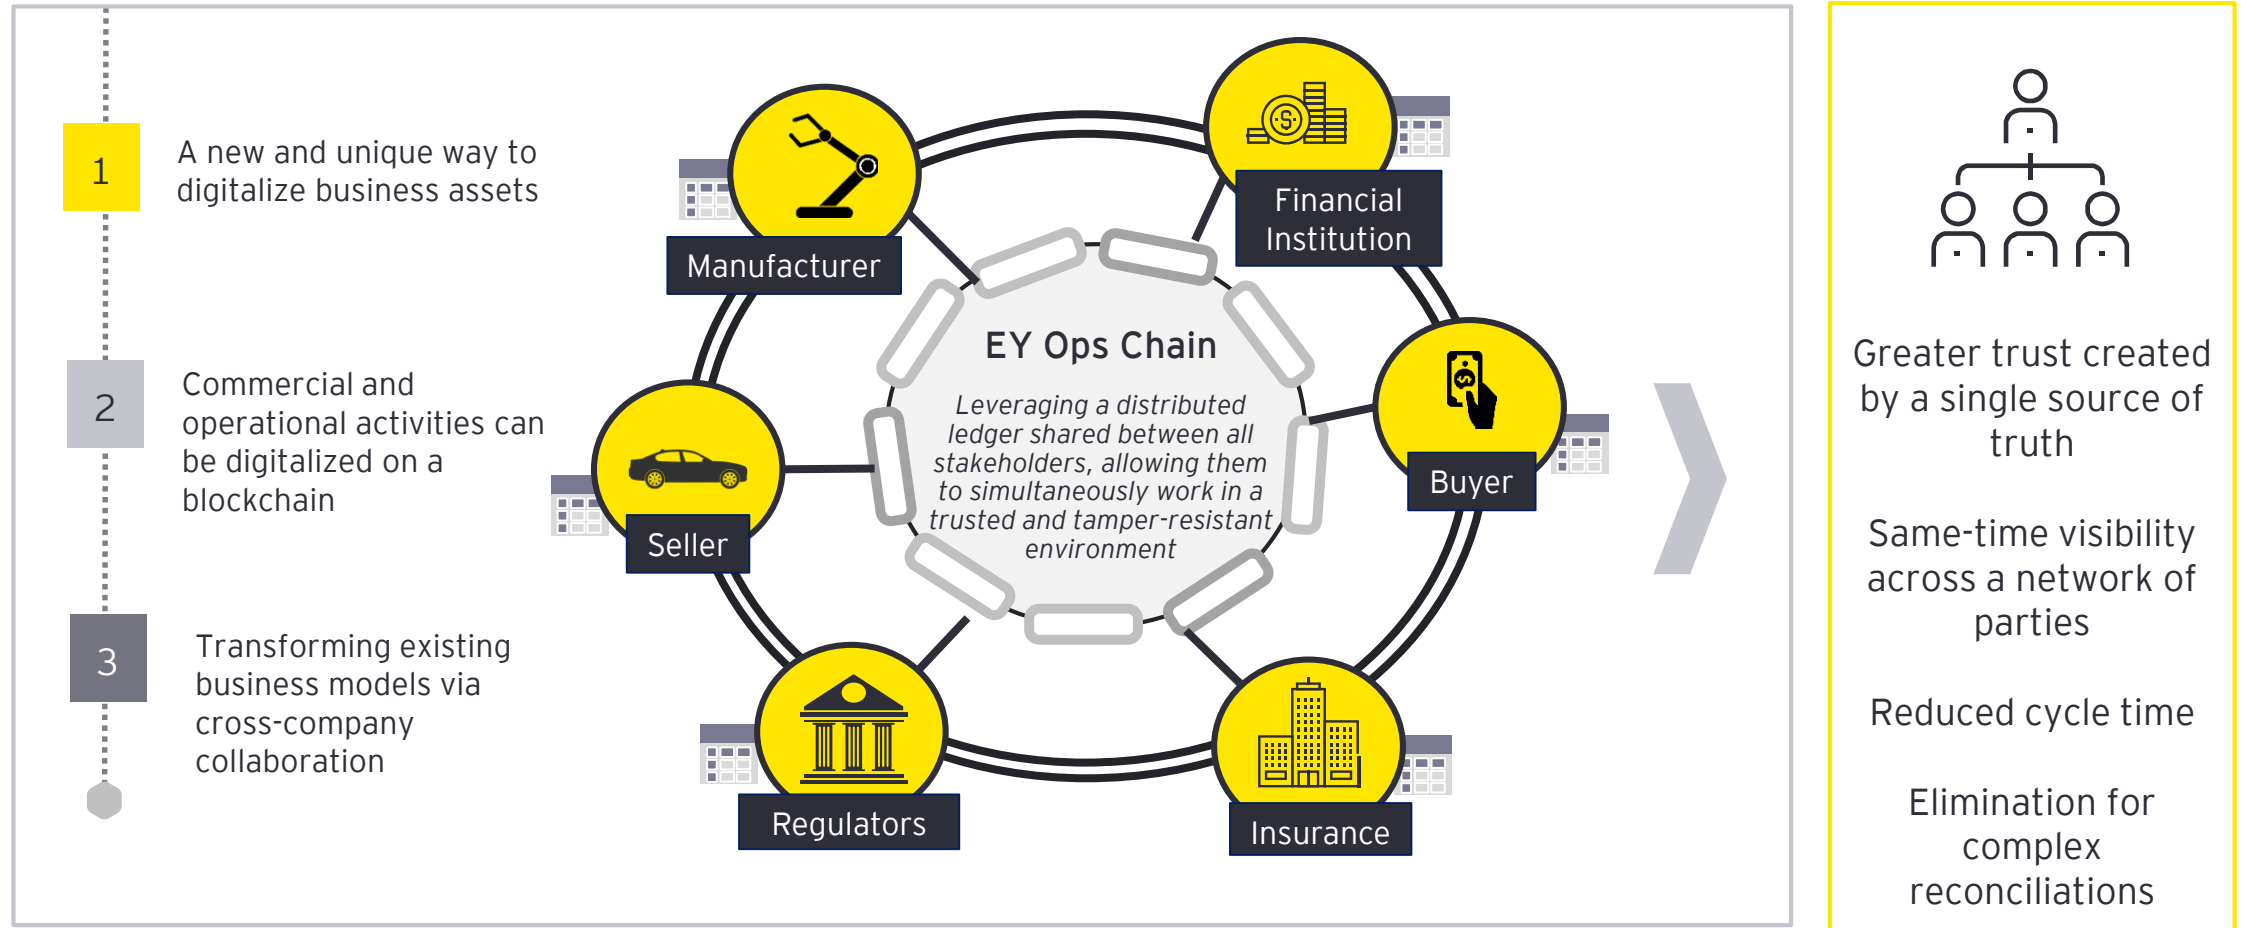 1
A new and unique way to
digitalize business assets
2
Commercial and
operational activities can
be digitalized on a
blockchain
3
Transforming existing
business models via
cross-company
collaboration
Manufacturer
Financial
Institution
Seller
Buyer
Regulators
Insurance
EY Ops Chain
Leveraging a distributed
ledger shared between all
stakeholders, allowing them
to simultaneously work in a
trusted and tamper-resistant
environment
Greater trust created
by a single source of
truth
Same-time visibility
across a network of
parties
Reduced cycle time
Elimination for
complex
reconciliations